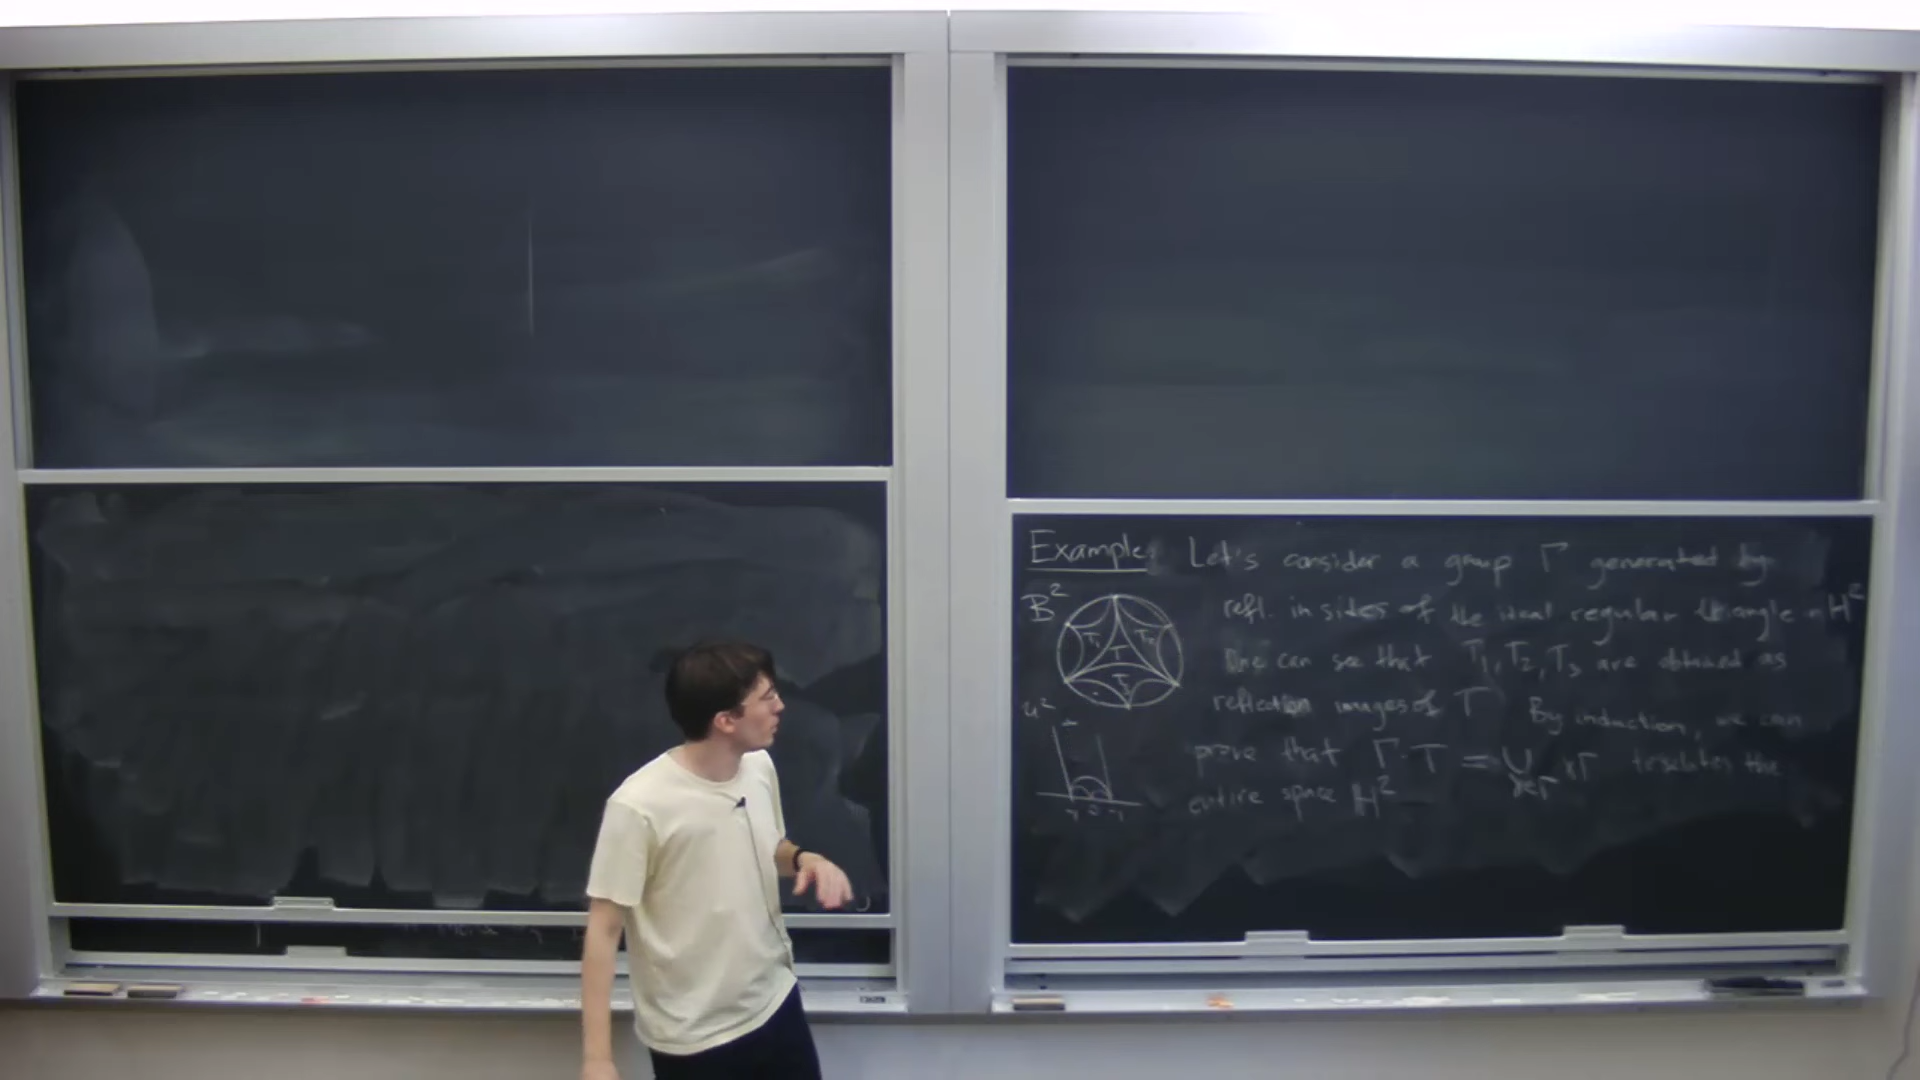 Example: Let's consider a group Γ generated by
B² refl. in sides of the ideal regular triangle in H²
T₁ T₂ T T₃
One can see that T₁, T₂, T₃ are obtained as
reflection images of T By induction, we can
U²
prove that Γ·T = ∪ γT tesselates the
γ∈Γ
entire space H²